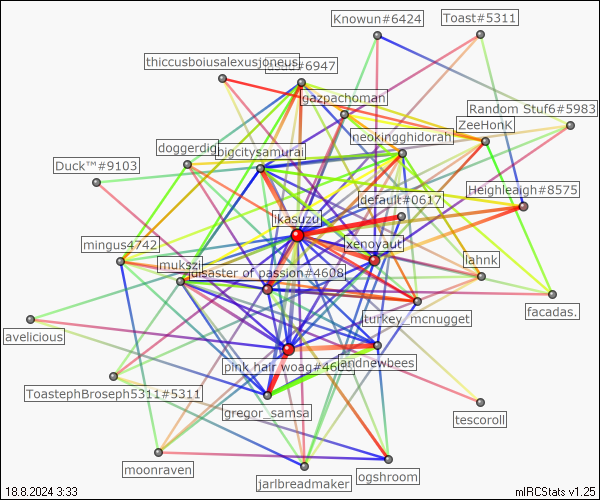 Knowun#6424
Toast#5311
thiccusboiusalexusjoneus
#6947
gazpachoman
Random Stuf6#5983
ZeeHonK
neokingghidorah
doggerdig
bigcitysamurai
Duck™#9103
Heighleaigh#8575
default#0617
ikasuzu
mingus4742
xenoyaut
lahnk
mukszi
disaster of passion#4608
facadas.
turkey_mcnugget
avelicious
pink hair woag#46
landnewbees
ToastephBroseph5311#5311
gregor_samsa
tescoroll
moonraven
jarlbreadmaker
ogshroom
18.8.2024 3:33
mIRCStats v1.25